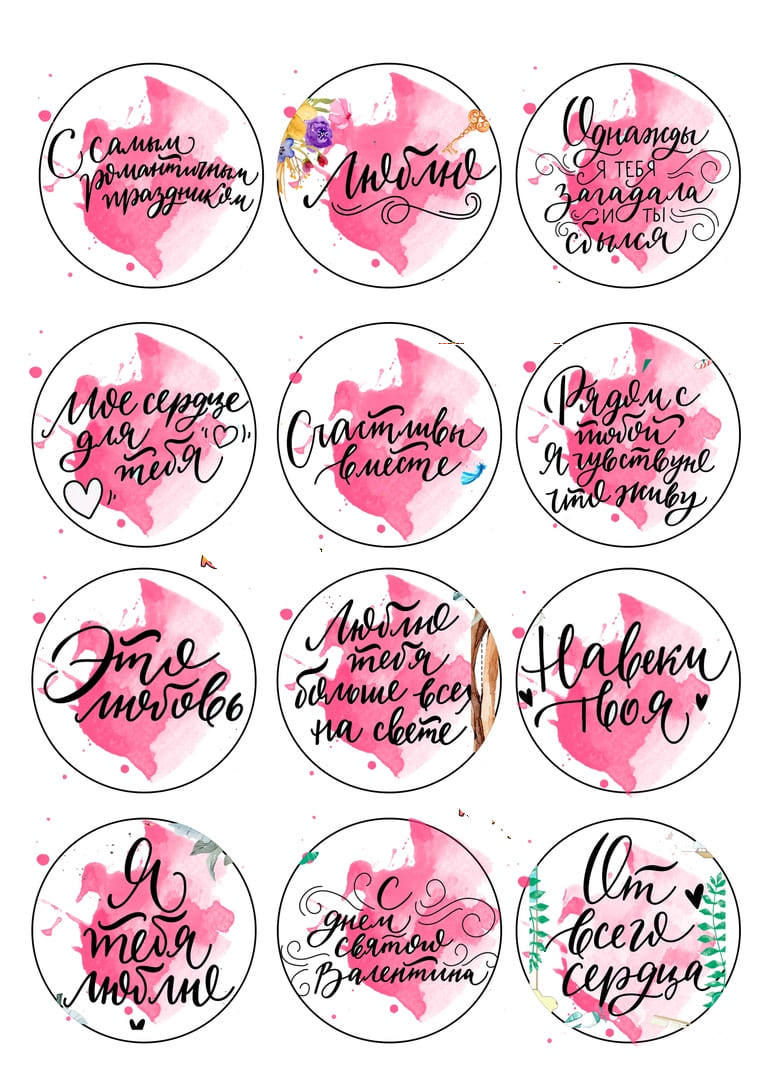 С самым
романтичным
праздником
Люблю
Однажды
Я ТЕБЯ
загадала
И ТЫ
сбылся
Мое сердце
для
тебя
Счастливы
вместе
Рядом с
тобой
Я чувствую
что живу
Это
любовь
Люблю
тебя
больше всех
на свете
Навеки
твоя
Я
тебя
люблю
С
днем
святого
Валентина
От
всего
сердца